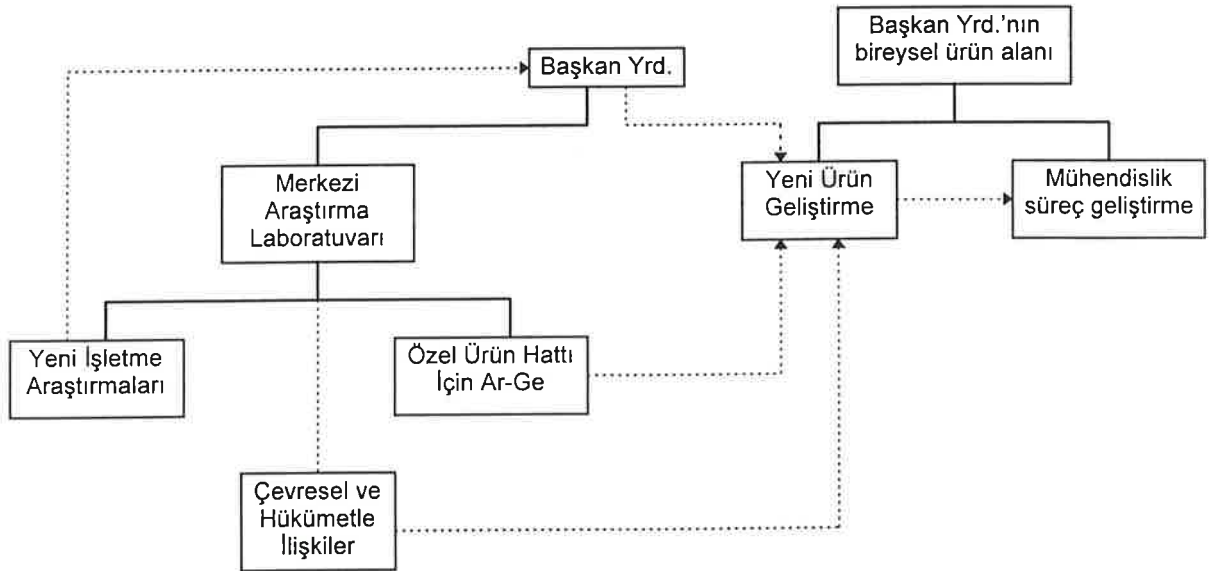 Başkan Yrd.
Başkan Yrd.'nın
bireysel ürün alanı
Merkezi
Araştırma
Laboratuvarı
Yeni Ürün
Geliştirme
Mühendislik
süreç geliştirme
Yeni İşletme
Araştırmaları
Özel Ürün Hattı
İçin Ar-Ge
Çevresel ve
Hükümetle
İlişkiler